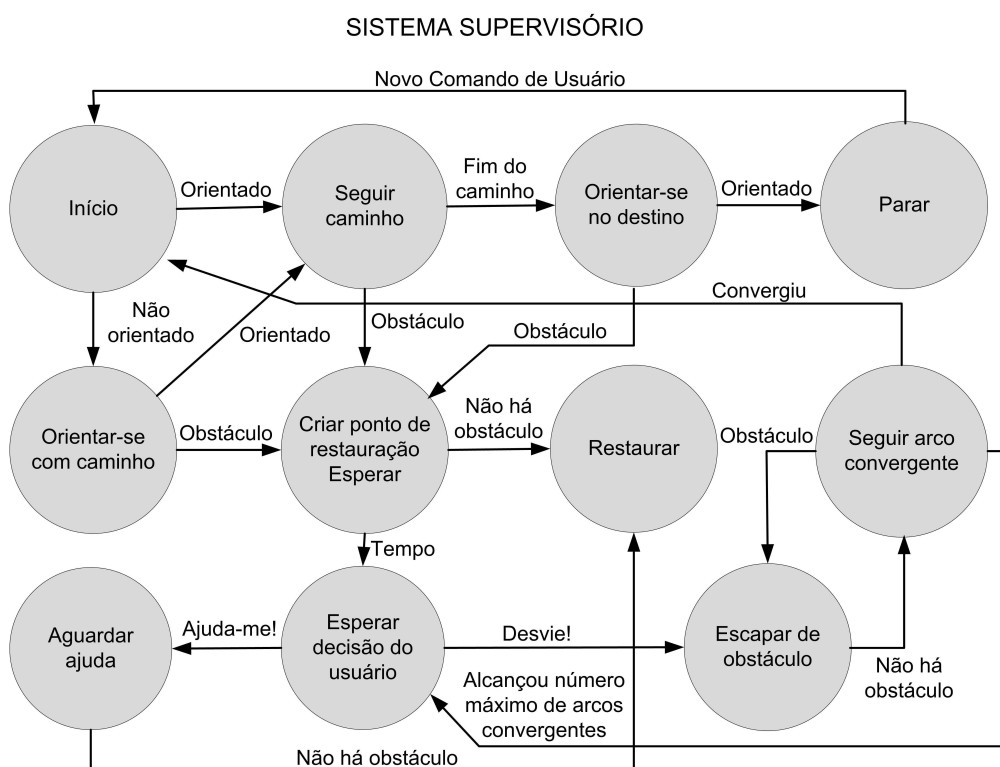 SISTEMA SUPERVISÓRIO
Novo Comando de Usuário
Início
Orientado
Seguir
caminho
Fim do
caminho
Orientar-se
no destino
Orientado
Parar
Não
orientado
Orientado
Obstáculo
Obstáculo
Convergiu
Orientar-se
com caminho
Obstáculo
Criar ponto de
restauração
Esperar
Não há
obstáculo
Restaurar
Obstáculo
Seguir arco
convergente
Tempo
Aguardar
ajuda
Ajuda-me!
Esperar
decisão do
usuário
Desvie!
Escapar de
obstáculo
Não há
obstáculo
Alcançou número
máximo de arcos
convergentes
Não há obstáculo